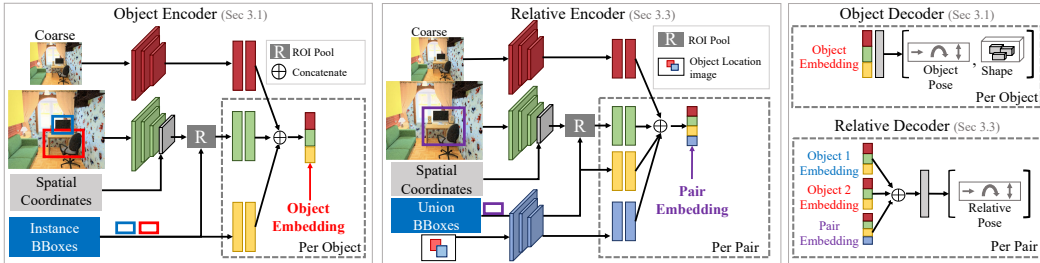 Object Encoder (Sec 3.1)
Coarse
R ROI Pool
Concatenate
R
Spatial
Coordinates
Instance
BBoxes
Object
Embedding
Per Object
Relative Encoder (Sec 3.3)
Coarse
R ROI Pool
Object Location
image
R
Spatial
Coordinates
Union
BBoxes
Pair
Embedding
Per Pair
Object Decoder (Sec 3.1)
Object
Embedding
Object
Pose
, Shape
Per Object
Relative Decoder (Sec 3.3)
Object 1
Embedding
Object 2
Embedding
Pair
Embedding
Relative
Pose
Per Pair